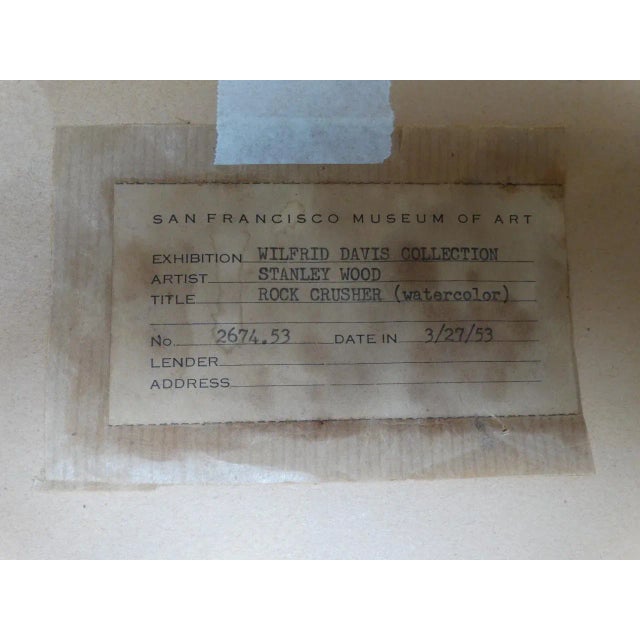 SAN FRANCISCO MUSEUM OF ART
EXHIBITION WILFRID DAVIS COLLECTION
ARTIST STANLEY WOOD
TITLE ROCK CRUSHER (watercolor)
No. 2674.53 DATE IN 3/27/53
LENDER
ADDRESS